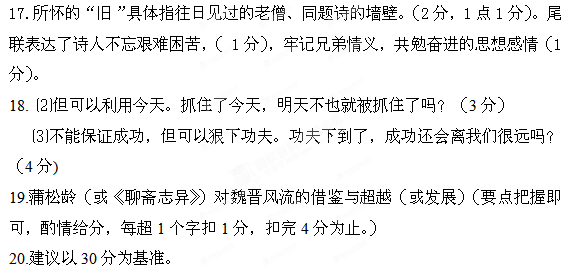 17.所怀的“旧”具体指往日见过的老僧、同题诗的墙壁。（2分，1点1分）。尾
联表达了诗人不忘艰难困苦，（ 1分），牢记兄弟情义，共勉奋进的思想感情（1
分）。
18. ⑵但可以利用今天。抓住了今天，明天不也就被抓住了吗？（3分）
⑶不能保证成功，但可以狠下功夫。功夫下到了，成功还会离我们很远吗？
（4分)
19.蒲松龄（或《聊斋志异》）对魏晋风流的借鉴与超越（或发展）（要点把握即
可，酌情给分，每超1个字扣1分，扣完4分为止。）
20.建议以30分为基准。